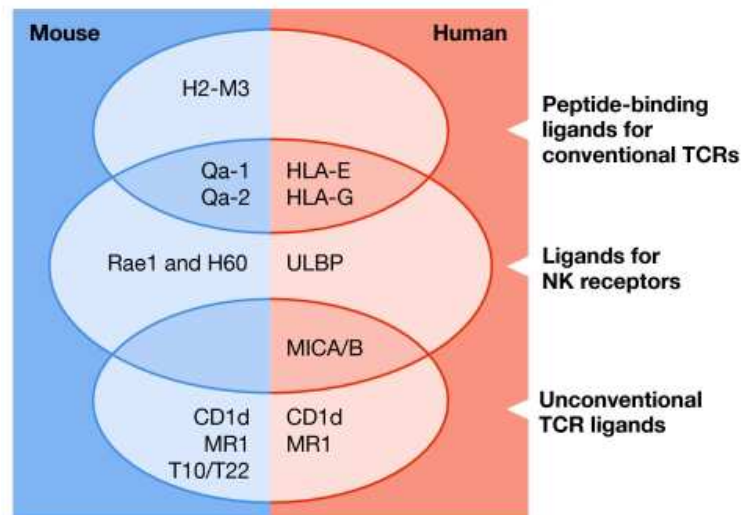 Mouse
Human
H2-M3
Peptide-binding
ligands for
conventional TCRs
Qa-1
Qa-2
HLA-E
HLA-G
Rae1 and H60
ULBP
Ligands for
NK receptors
MICA/B
Unconventional
TCR ligands
CD1d
MR1
T10/T22
CD1d
MR1